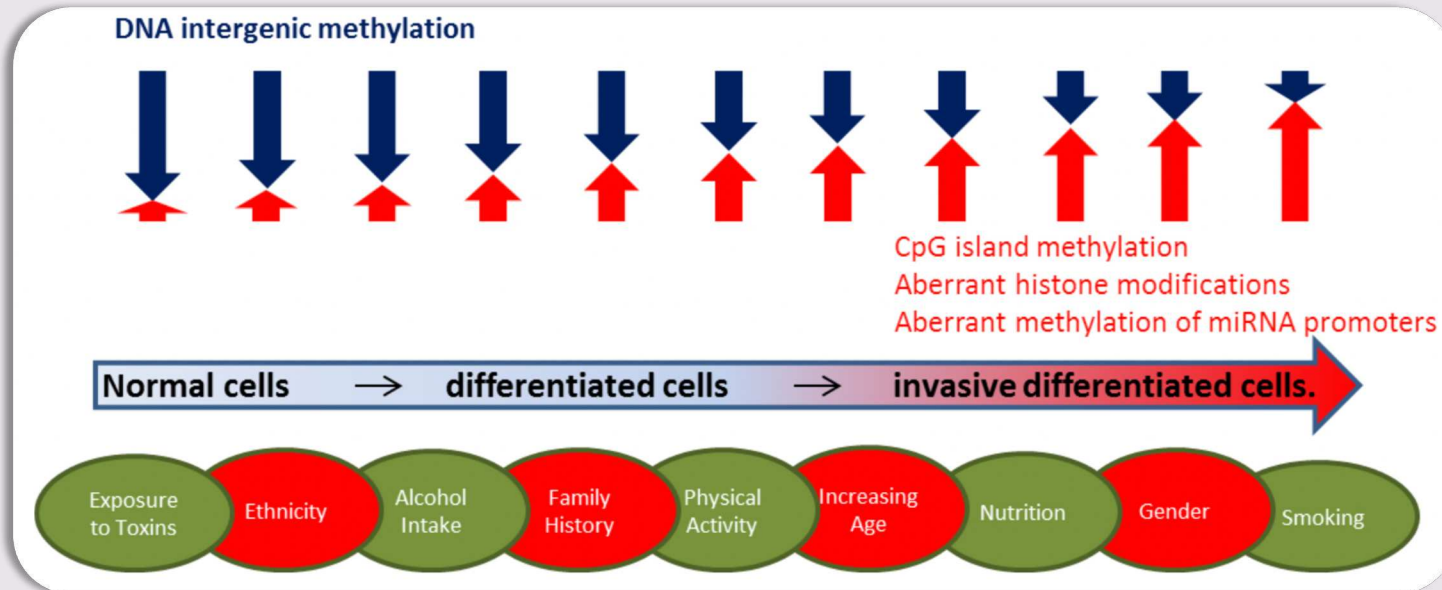 DNA intergenic methylation
CpG island methylation
Aberrant histone modifications
Aberrant methylation of miRNA promoters
Normal cells → differentiated cells → invasive differentiated cells.
Exposure
to Toxins
Ethnicity
Alcohol
Intake
Family
History
Physical
Activity
Increasing
Age
Nutrition
Gender
Smoking